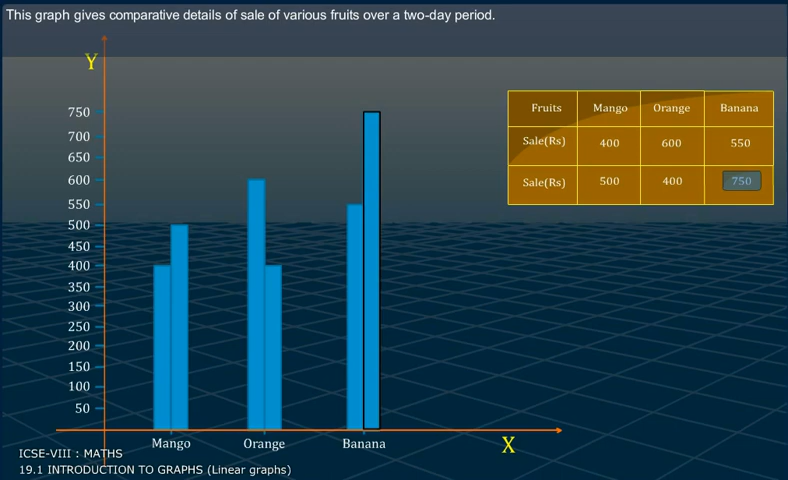 This graph gives comparative details of sale of various fruits over a two-day period.
Y
750
700
650
600
550
500
450
400
350
300
250
200
150
100
50
Mango Orange Banana
X
Fruits Mango Orange Banana
Sale(Rs) 400 600 550
Sale(Rs) 500 400 750
ICSE-VIII : MATHS
19.1 INTRODUCTION TO GRAPHS (Linear graphs)